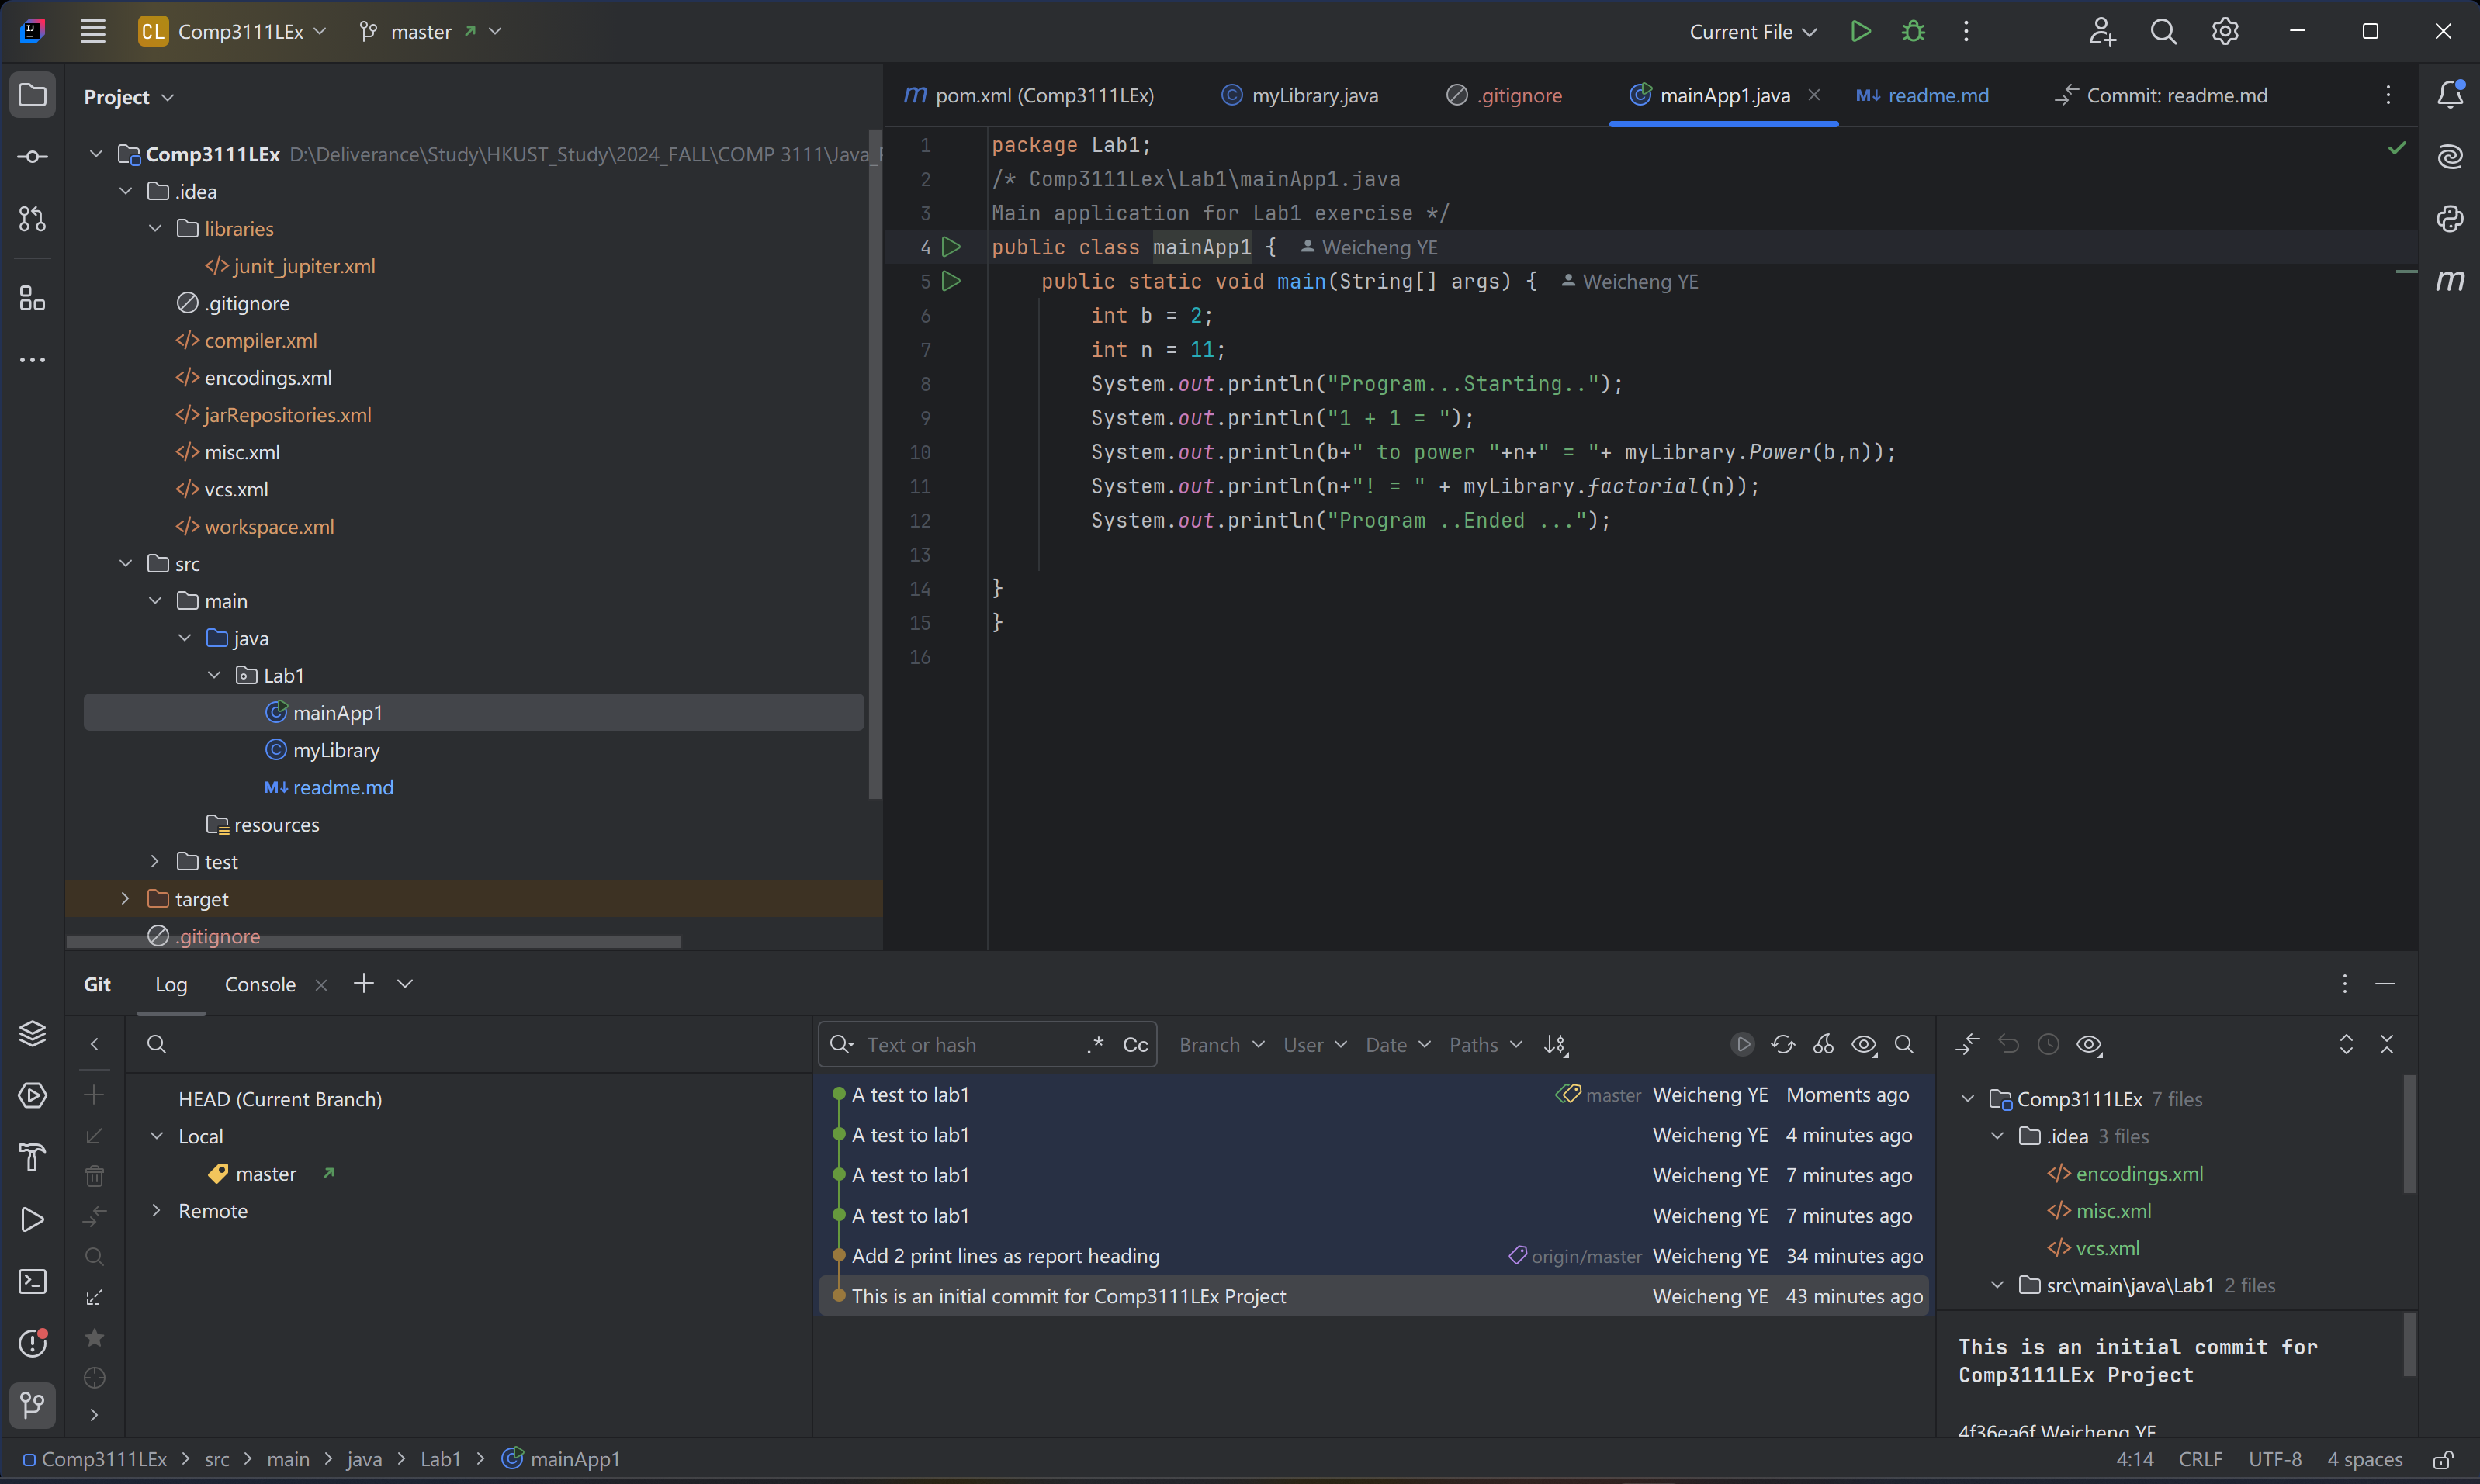 CL Comp3111LEx master Current File
Project
Comp3111LEx D:\Deliverance\Study\HKUST_Study\2024_FALL\COMP 3111\Java_
.idea
libraries
junit_jupiter.xml
.gitignore
compiler.xml
encodings.xml
jarRepositories.xml
misc.xml
vcs.xml
workspace.xml
src
main
java
Lab1
mainApp1
myLibrary
readme.md
resources
test
target
.gitignore
pom.xml (Comp3111LEx) myLibrary.java .gitignore mainApp1.java readme.md Commit: readme.md
1 package Lab1;
2 /* Comp3111Lex\Lab1\mainApp1.java
3 Main application for Lab1 exercise */
4 public class mainApp1 { Weicheng YE
5 public static void main(String[] args) { Weicheng YE
6 int b = 2;
7 int n = 11;
8 System.out.println("Program...Starting..");
9 System.out.println("1 + 1 = ");
10 System.out.println(b+" to power "+n+" = "+ myLibrary.Power(b,n));
11 System.out.println(n+"! = " + myLibrary.factorial(n));
12 System.out.println("Program ..Ended ...");
13
14 }
15 }
16
Git Log Console
HEAD (Current Branch)
Local
master
Remote
Text or hash .* Cc Branch User Date Paths
A test to lab1 master Weicheng YE Moments ago
A test to lab1 Weicheng YE 4 minutes ago
A test to lab1 Weicheng YE 7 minutes ago
A test to lab1 Weicheng YE 7 minutes ago
Add 2 print lines as report heading origin/master Weicheng YE 34 minutes ago
This is an initial commit for Comp3111LEx Project Weicheng YE 43 minutes ago
Comp3111LEx 7 files
.idea 3 files
encodings.xml
misc.xml
vcs.xml
src\main\java\Lab1 2 files
This is an initial commit for
Comp3111LEx Project
4f36ea6f Weicheng YE
Comp3111LEx > src > main > java > Lab1 > mainApp1 4:14 CRLF UTF-8 4 spaces